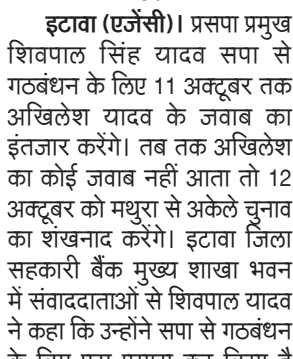 इटावा (एजेंसी)। प्रसपा प्रमुख
शिवपाल सिंह यादव सपा से
गठबंधन के लिए 11 अक्टूबर तक
अखिलेश यादव के जवाब का
इंतजार करेंगे। तब तक अखिलेश
का कोई जवाब नहीं आता तो 12
अक्टूबर को मथुरा से अकेले चुनाव
का शंखनाद करेंगे। इटावा जिला
सहकारी बैंक मुख्य शाखा भवन
में संवाददाताओं से शिवपाल यादव
ने कहा कि उन्होंने सपा से गठबंधन